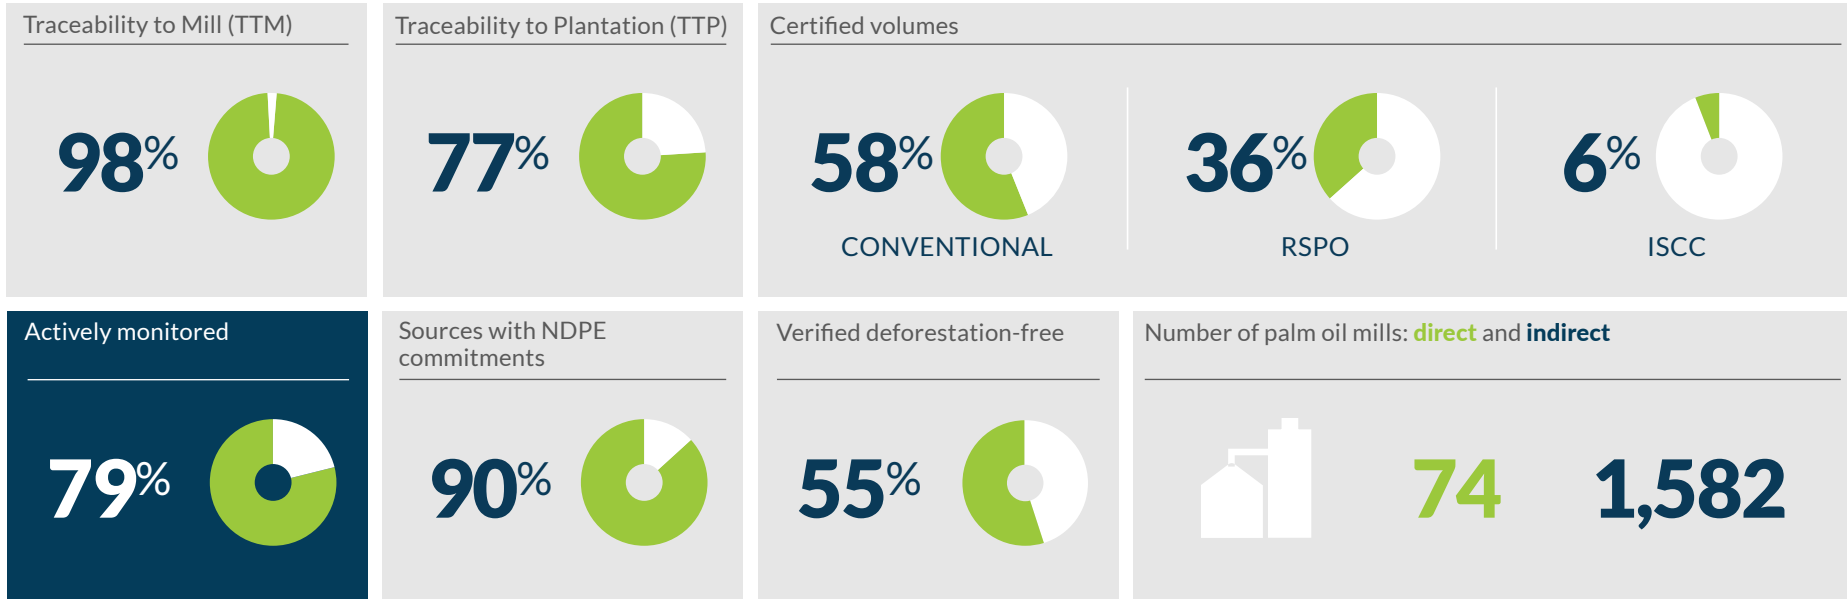 Traceability to Mill (TTM)
98%
Traceability to Plantation (TTP)
77%
Certified volumes
58%
CONVENTIONAL
36%
RSPO
6%
ISCC
Actively monitored
79%
Sources with NDPE
commitments
90%
Verified deforestation-free
55%
Number of palm oil mills: direct and indirect
74
1,582